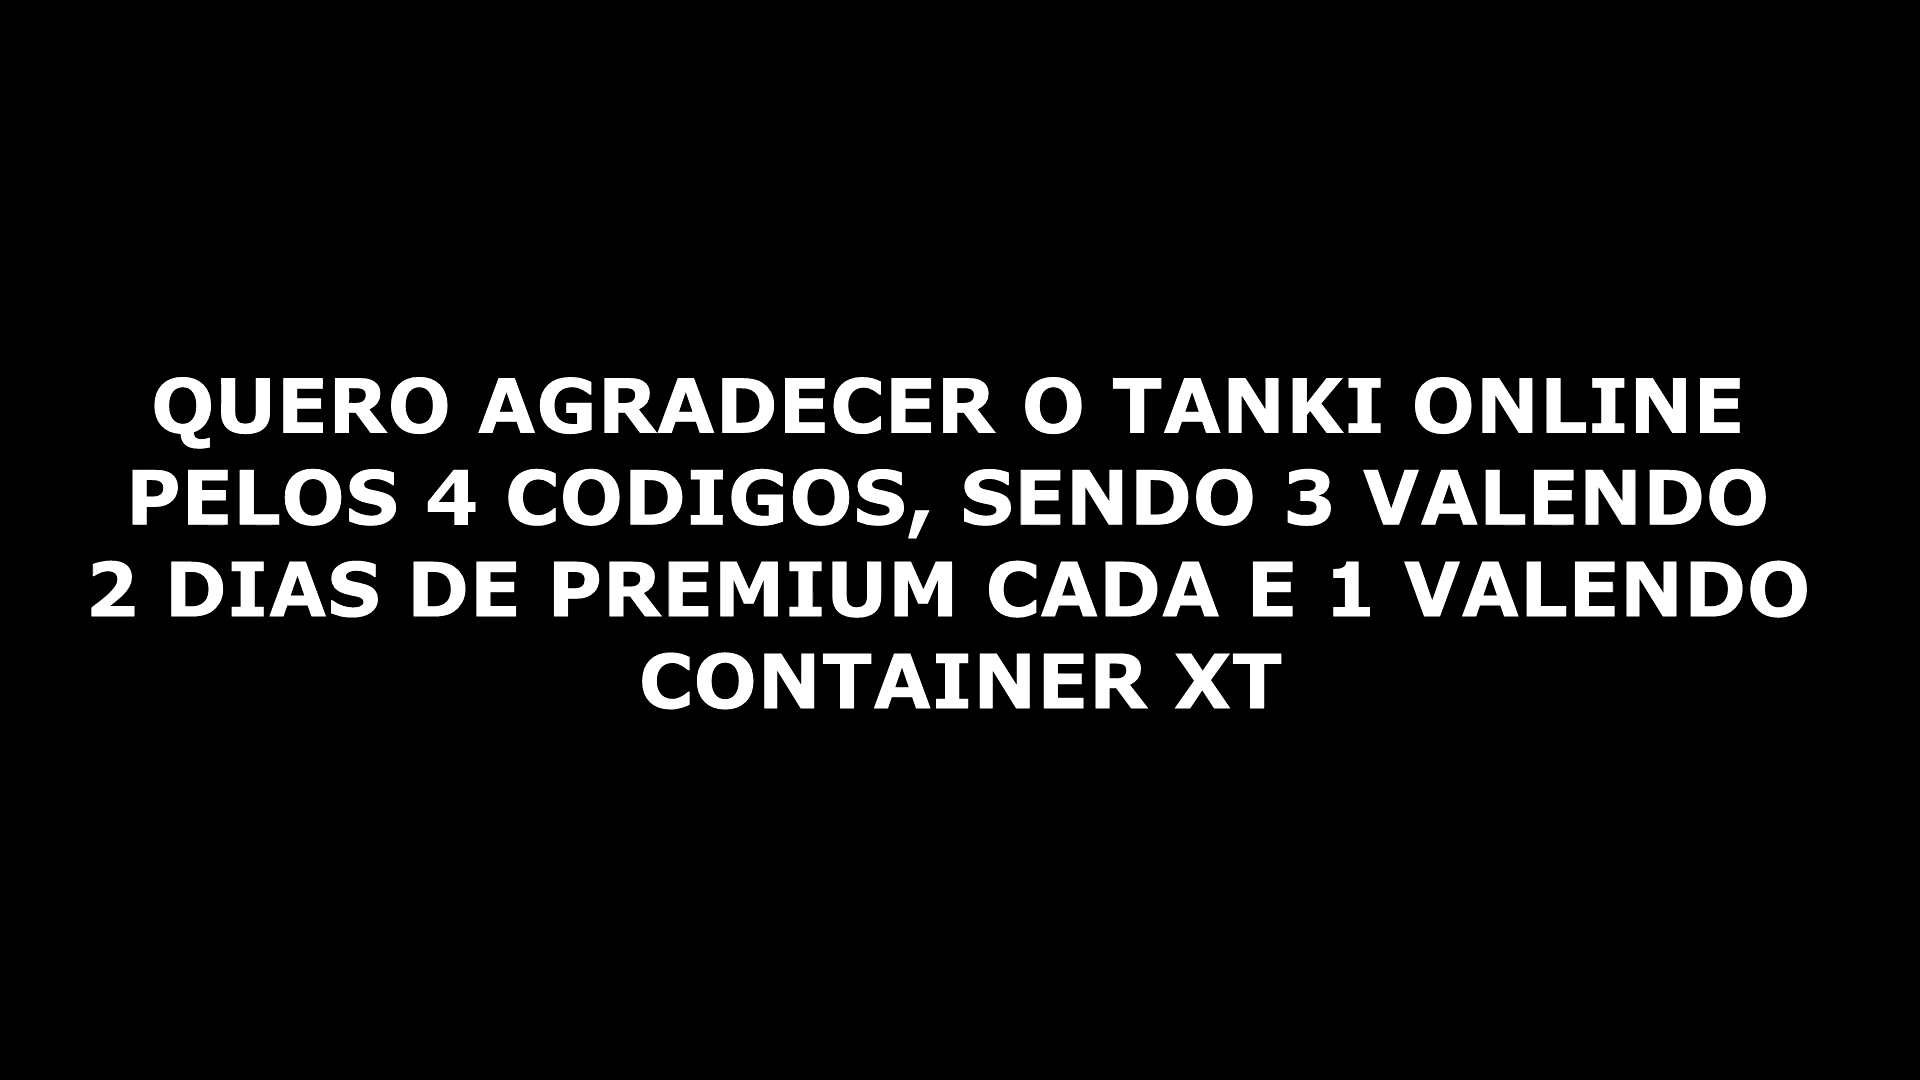 QUERO AGRADECER O TANKI ONLINE
PELOS 4 CODIGOS, SENDO 3 VALENDO
2 DIAS DE PREMIUM CADA E 1 VALENDO
CONTAINER XT